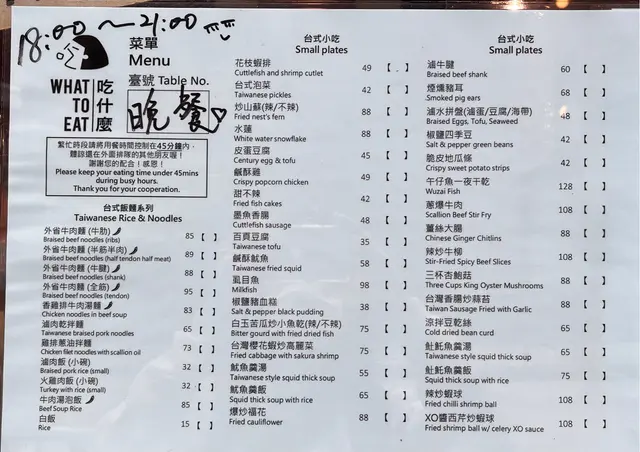 18:00～21:00
吃
菜單
Menu
WHAT
TO
EAT
吃什麼
臺號 Table No.
晚餐
繁忙時段請將用餐時間控制在45分鐘內,
體諒還在外面排隊的其他朋友喔!
謝謝您的配合!感恩!
Please keep your eating time under 45mins
during busy hours.
Thank you for your cooperation.
台式飯麵系列
Taiwanese Rice & Noodles
外省牛肉麵 (牛肋)
Braised beef noodles (ribs) 85 【 】
外省牛肉麵 (半筋半肉)
Braised beef noodles (half tendon half meat) 89 【 】
外省牛肉麵 (牛腱)
Braised beef noodles (shank) 88 【 】
外省牛肉麵 (全筋)
Braised beef noodles (tendon) 95 【 】
香雞排牛肉湯麵
Chicken noodles in beef soup 83 【 】
滷肉乾拌麵
Taiwanese braised pork noodles 65 【 】
雞排蔥油拌麵
Chicken filet noodles with scallion oil 73 【 】
滷肉飯 (小碗)
Braised pork rice (small) 32 【 】
火雞肉飯 (小碗)
Turkey with rice (small) 32 【 】
牛肉湯泡飯
Beef Soup Rice 85 【 】
白飯
Rice 15 【 】
台式小吃
Small plates
花枝蝦排
Cuttlefish and shrimp cutlet 49 【 】
台式泡菜
Taiwanese pickles 42 【 】
炒山蘇(辣/不辣)
Fried nest's fern 88 【 】
水蓮
White water snowflake 88 【 】
皮蛋豆腐
Century egg & tofu 45 【 】
鹹酥雞
Crispy popcorn chicken 49 【 】
甜不辣
Fried fish cakes 42 【 】
墨魚香腸
Cuttlefish sausage 48 【 】
百頁豆腐
Taiwanese tofu 35 【 】
鹹酥魷魚
Taiwanese fried squid 58 【 】
虱目魚
Milkfish 98 【 】
椒鹽豬血糕
Salt & pepper black pudding 38 【 】
白玉苦瓜炒小魚乾(辣/不辣)
Bitter gourd with fried dried fish 75 【 】
台灣櫻花蝦炒高麗菜
Fried cabbage with sakura shrimp 75 【 】
魷魚羹湯
Taiwanese style squid thick soup 55 【 】
魷魚羹飯
Squid thick soup with rice 65 【 】
爆炒福花
Fried cauliflower 88 【 】
台式小吃
Small plates
滷牛腱
Braised beef shank 60 【 】
煙燻豬耳
Smoked pig ears 68 【 】
滷水拼盤(滷蛋/豆腐/海帶)
Braised Eggs, Tofu, Seaweed 48 【 】
椒鹽四季豆
Salt & pepper green beans 42 【 】
脆皮地瓜條
Crispy sweet potato strips 42 【 】
午仔魚一夜干乾
Wuzai Fish 128 【 】
蔥爆牛肉
Scallion Beef Stir Fry 108 【 】
薑絲大腸
Chinese Ginger Chitlins 88 【 】
辣炒牛柳
Stir-Fried Spicy Beef Slices 108 【 】
三杯杏鮑菇
Three Cups King Oyster Mushrooms 88 【 】
台灣香腸炒蒜苔
Taiwan Sausage Fried with Garlic 88 【 】
涼拌豆乾絲
Cold dried bean curd 65 【 】
𩵚魠魚羹湯
Taiwanese style squid thick soup 65 【 】
𩵚魠魚羹飯
Squid thick soup with rice 75 【 】
辣炒蝦球
Fried chilli shrimp ball 108 【 】
XO醬西芹炒蝦球
Fried shrimp ball w/ celery XO sauce 108 【 】